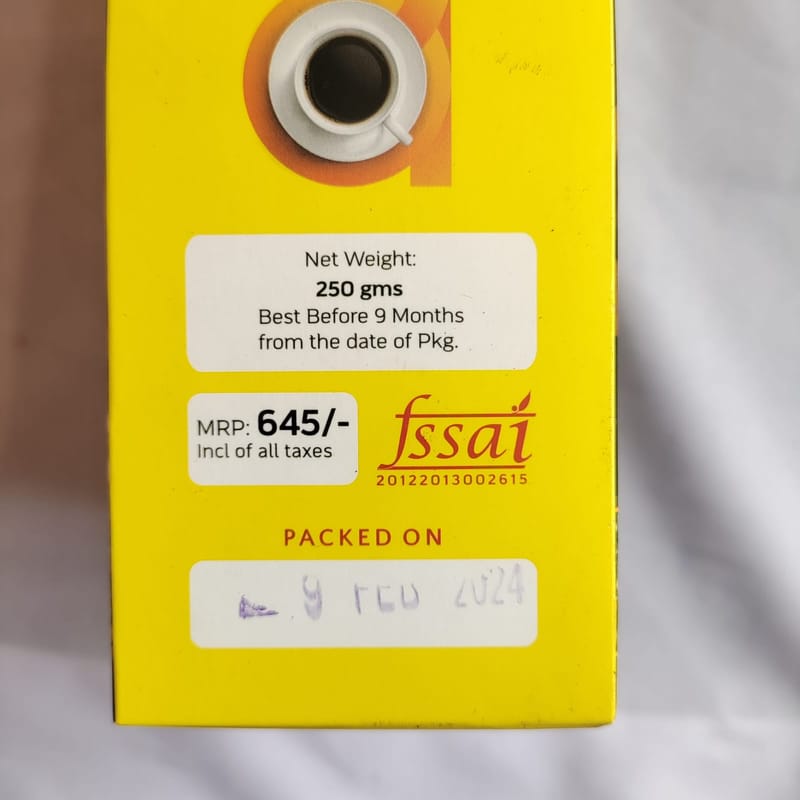 Net Weight:
250 gms
Best Before 9 Months
from the date of Pkg.
MRP: 645/-
Incl of all taxes
fssai
20122013002615
PACKED ON
9 FEB 2024